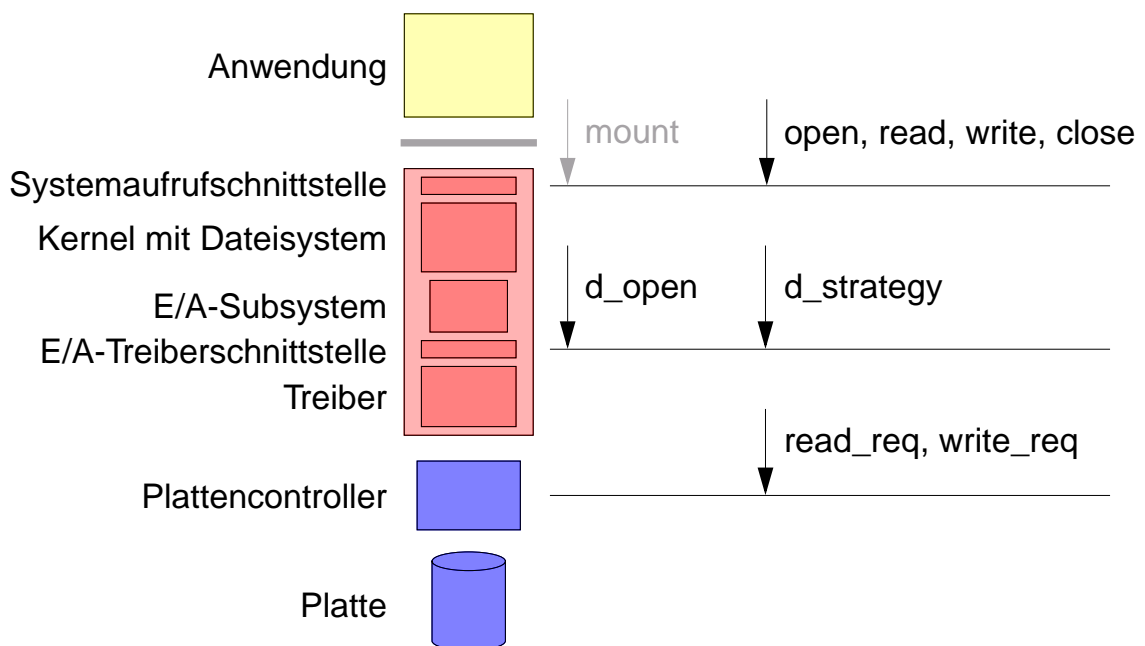 Anwendung
mount
open, read, write, close
Systemaufrufschnittstelle
Kernel mit Dateisystem
E/A-Subsystem
d_open
d_strategy
E/A-Treiberschnittstelle
Treiber
read_req, write_req
Plattencontroller
Platte